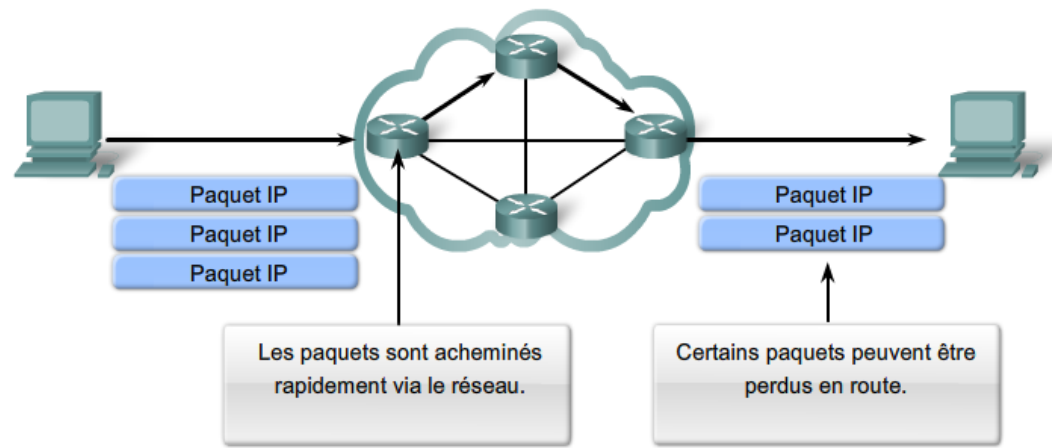 Paquet IP
Paquet IP
Paquet IP
Paquet IP
Paquet IP
Les paquets sont acheminés
rapidement via le réseau.
Certains paquets peuvent être
perdus en route.